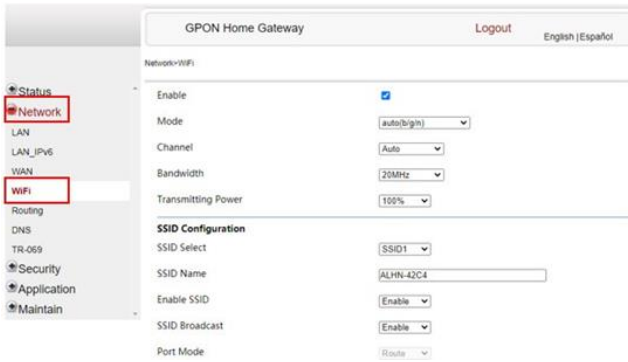 GPON Home Gateway
Logout
English | Español
Network>WiFi
Status
Network
LAN
LAN_IPv6
WAN
WiFi
Routing
DNS
TR-069
Security
Application
Maintain
Enable
Mode auto(b/g/n)
Channel Auto
Bandwidth 20MHz
Transmitting Power 100%
SSID Configuration
SSID Select SSID1
SSID Name ALHN-42C4
Enable SSID Enable
SSID Broadcast Enable
Port Mode Route